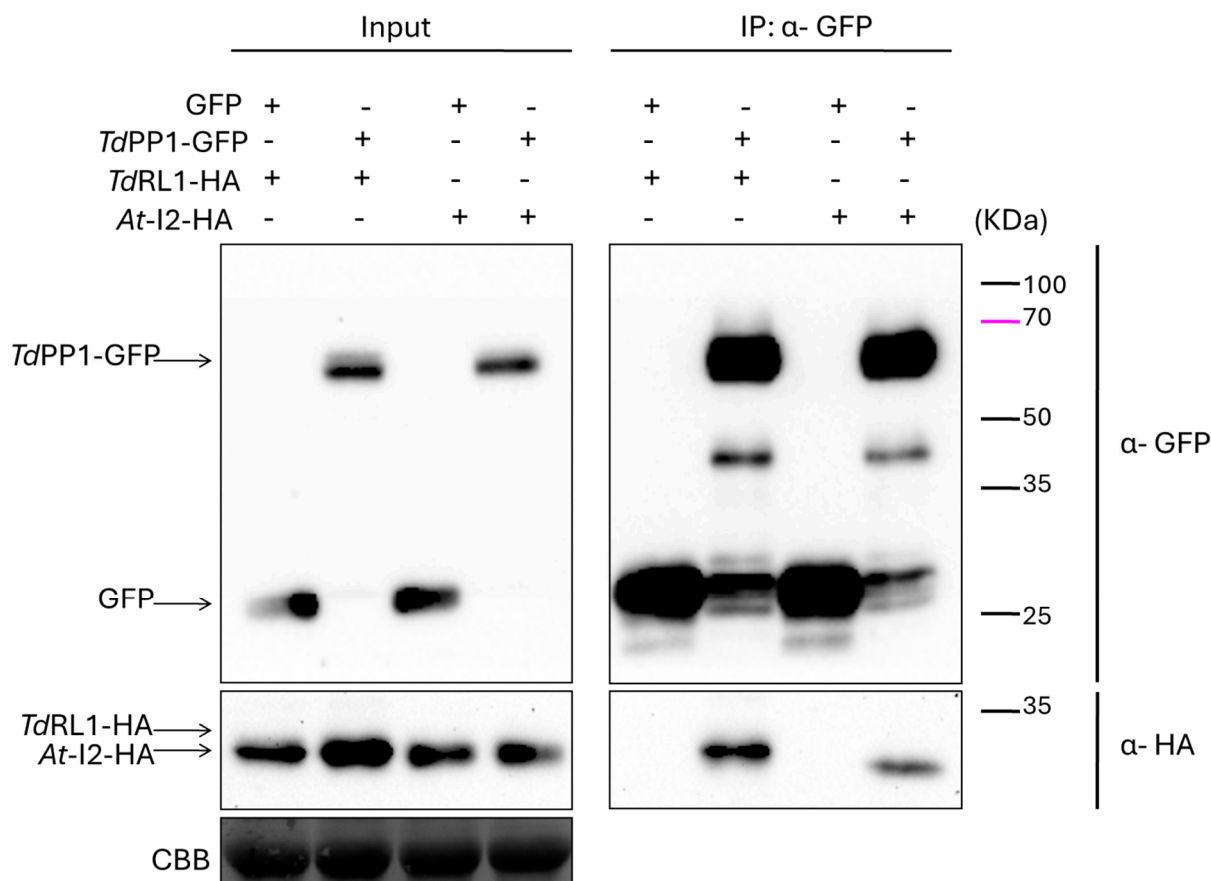 Input IP: α- GFP
GFP + - + - + - + -
TdPP1-GFP - + - + - + - +
TdRL1-HA + + - - + + - -
At-I2-HA - - + + - - + + (KDa)
100
70
TdPP1-GFP
50
α- GFP
35
GFP
25
TdRL1-HA
35
At-I2-HA
α- HA
CBB